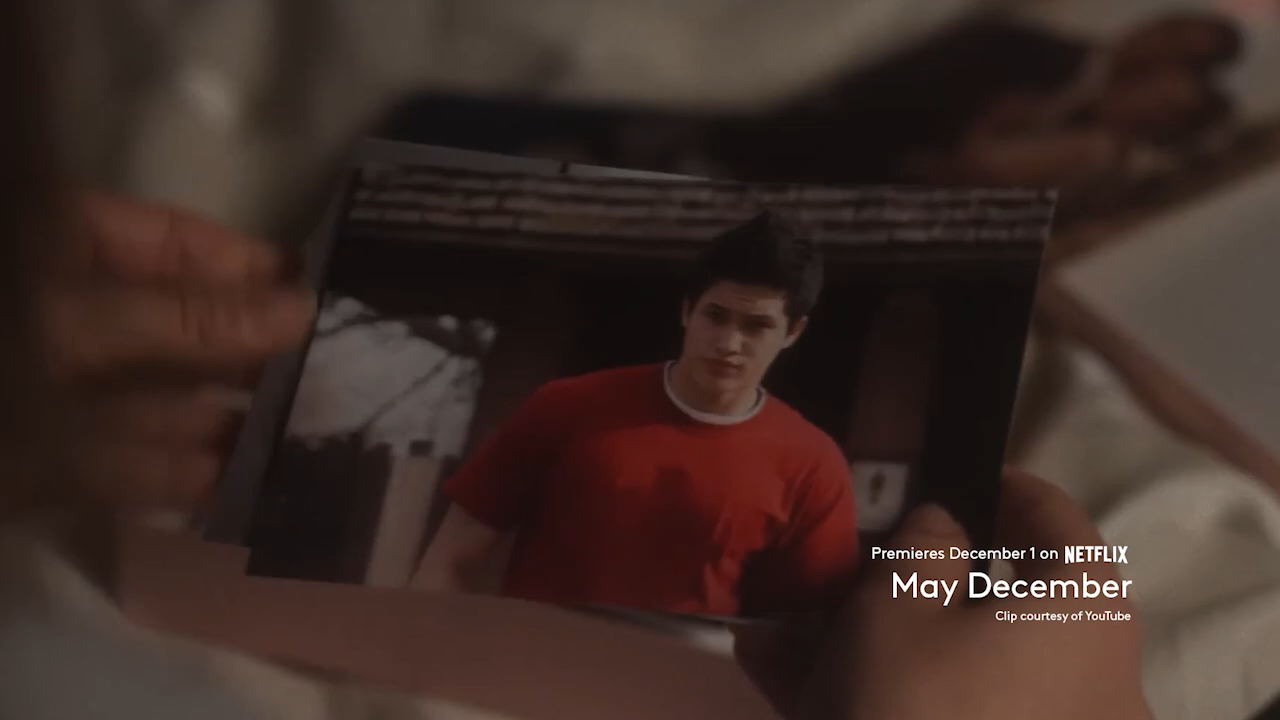 Premieres December 1 on NETFLIX
May December
Clip courtesy of YouTube